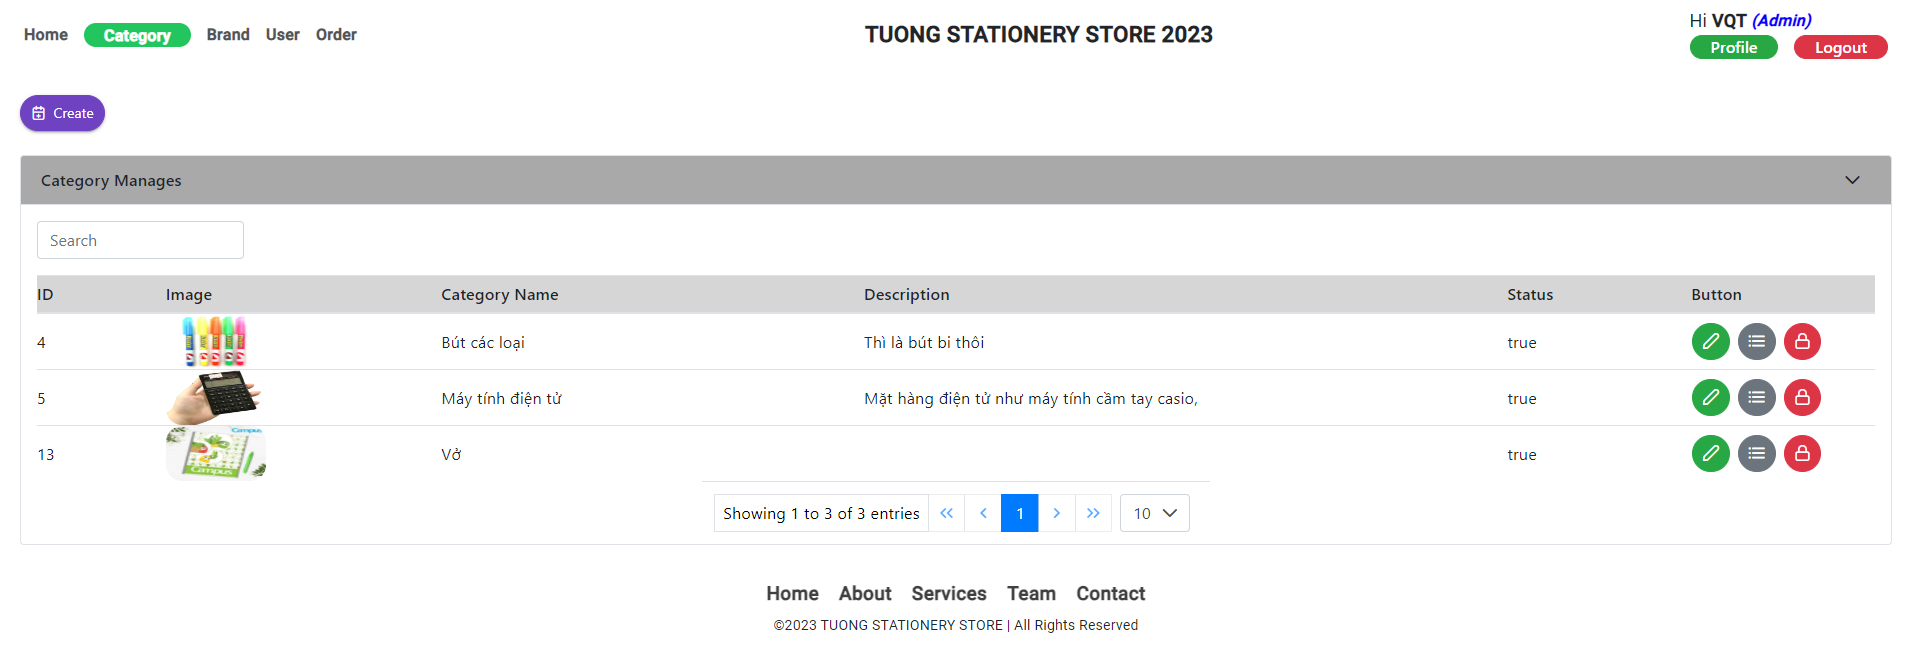 Home Category Brand User Order
TUONG STATIONERY STORE 2023
Hi VQT (Admin)
Profile Logout
Create
Category Manages
Search
ID Image Category Name Description Status Button
4 Bút các loại Thì là bút bi thôi true
5 Máy tính điện tử Mặt hàng điện tử như máy tính cầm tay casio, true
Campus
13 Vở true
Campus
Showing 1 to 3 of 3 entries 1 10
Home About Services Team Contact
©2023 TUONG STATIONERY STORE | All Rights Reserved